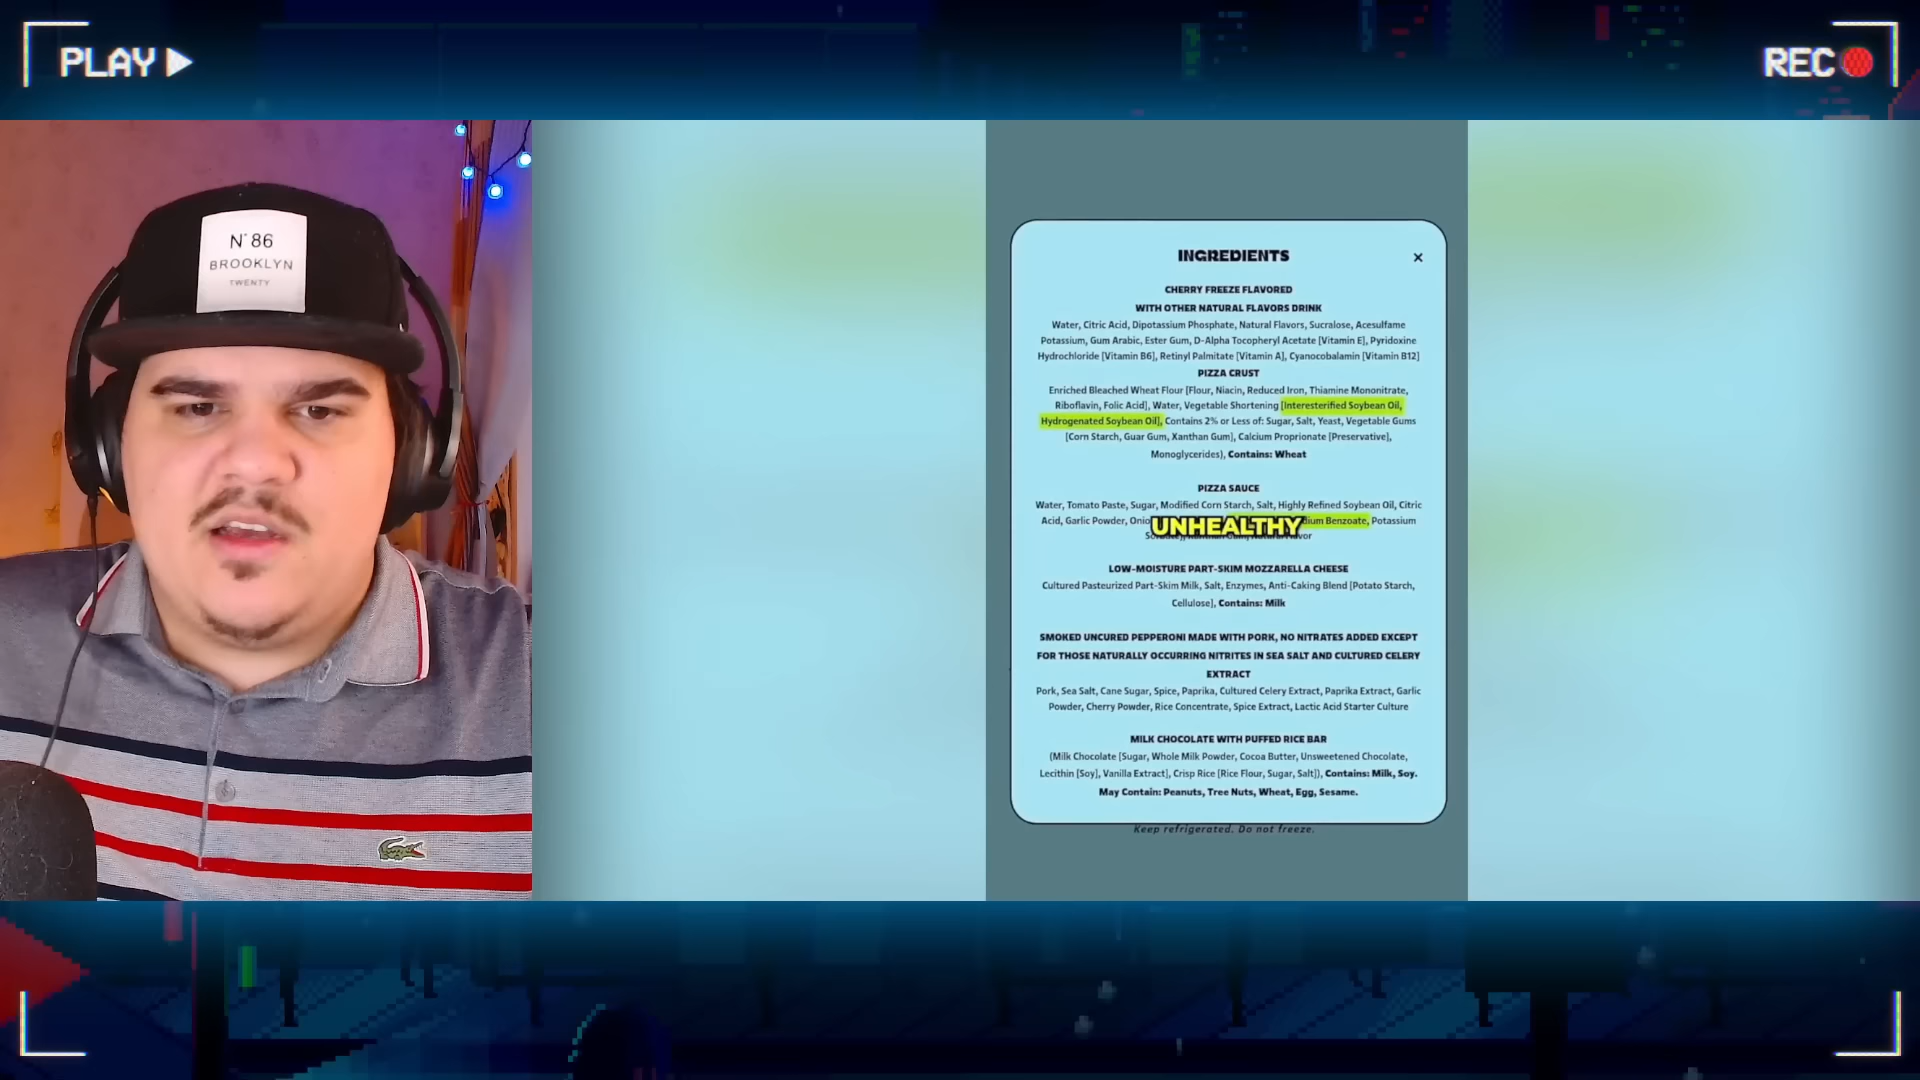 PLAY
REC
N°86
BROOKLYN
TWENTY
INGREDIENTS
CHERRY FREEZE FLAVORED
WITH OTHER NATURAL FLAVORS DRINK
Water, Citric Acid, Dipotassium Phosphate, Natural Flavors, Sucralose, Acesulfame
Potassium, Gum Arabic, Ester Gum, D-Alpha Tocopheryl Acetate [Vitamin E], Pyridoxine
Hydrochloride [Vitamin B6], Retinyl Palmitate [Vitamin A], Cyanocobalamin [Vitamin B12]
PIZZA CRUST
Enriched Bleached Wheat Flour [Flour, Niacin, Reduced Iron, Thiamine Mononitrate,
Riboflavin, Folic Acid], Water, Vegetable Shortening [Interesterified Soybean Oil,
Hydrogenated Soybean Oil], Contains 2% or Less of: Sugar, Salt, Yeast, Vegetable Gums
[Corn Starch, Guar Gum, Xanthan Gum], Calcium Proprionate [Preservative],
Monoglycerides), Contains: Wheat
PIZZA SAUCE
Water, Tomato Paste, Sugar, Modified Corn Starch, Salt, Highly Refined Soybean Oil, Citric
Acid, Garlic Powder, UNHEALTHY Benzoate, Potassium
LOW-MOISTURE PART-SKIM MOZZARELLA CHEESE
Cultured Pasteurized Part-Skim Milk, Salt, Enzymes, Anti-Caking Blend [Potato Starch,
Cellulose], Contains: Milk
SMOKED UNCURED PEPPERONI MADE WITH PORK, NO NITRATES ADDED EXCEPT
FOR THOSE NATURALLY OCCURRING NITRITES IN SEA SALT AND CULTURED CELERY
EXTRACT
Pork, Sea Salt, Cane Sugar, Spice, Paprika, Cultured Celery Extract, Paprika Extract, Garlic
Powder, Cherry Powder, Rice Concentrate, Spice Extract, Lactic Acid Starter Culture
MILK CHOCOLATE WITH PUFFED RICE BAR
(Milk Chocolate [Sugar, Whole Milk Powder, Cocoa Butter, Unsweetened Chocolate,
Lecithin [Soy], Vanilla Extract], Crisp Rice [Rice Flour, Sugar, Salt]), Contains: Milk, Soy.
May Contain: Peanuts, Tree Nuts, Wheat, Egg, Sesame.
Keep refrigerated. Do not freeze.